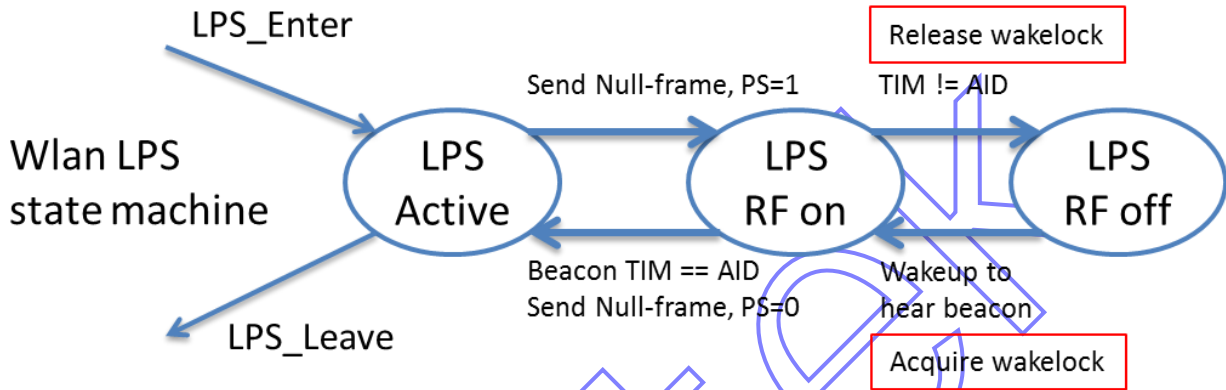 LPS_Enter
Release wakelock
Send Null-frame, PS=1
TIM != AID
Wlan LPS
state machine
LPS
Active
LPS
RF on
LPS
RF off
Beacon TIM == AID
Send Null-frame, PS=0
Wakeup to
hear beacon
LPS_Leave
Acquire wakelock